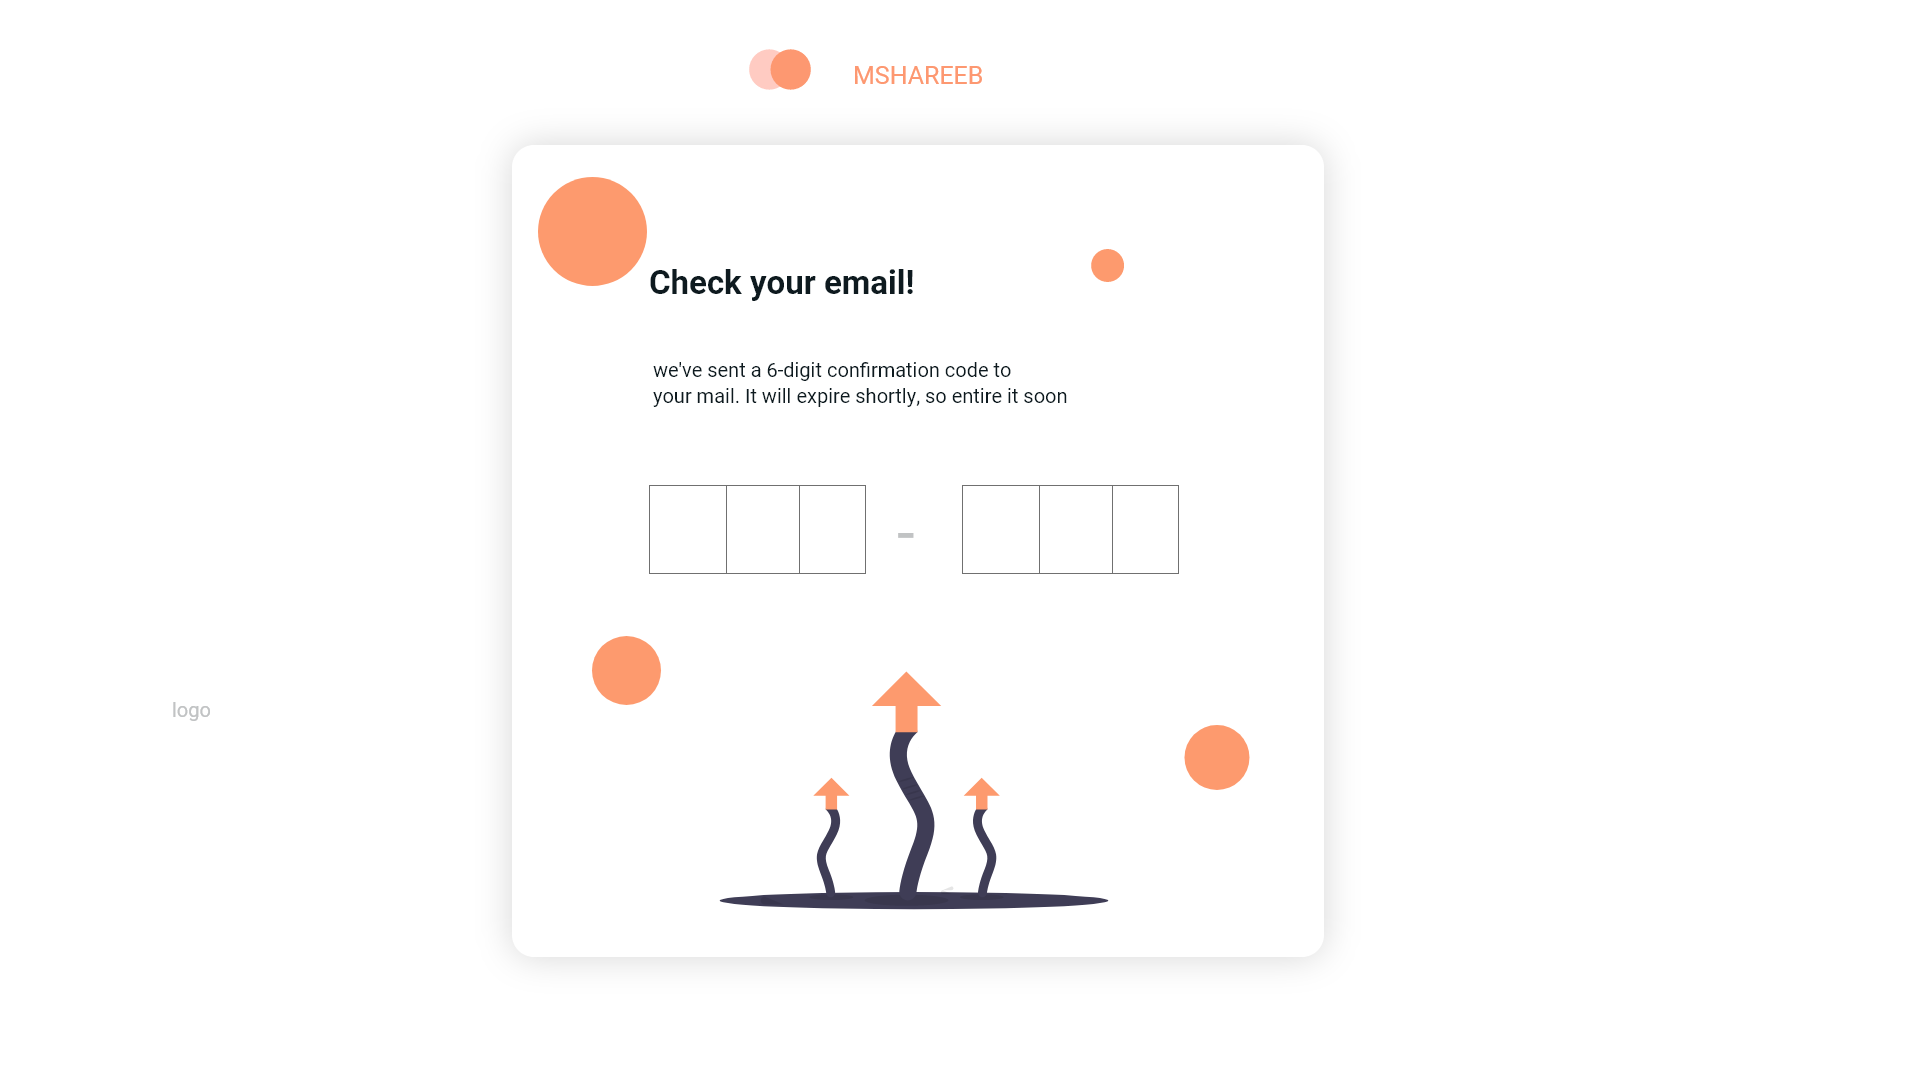 MSHAREEB
Check your email!
we've sent a 6-digit confirmation code to
your mail. It will expire shortly, so entire it soon
-
logo